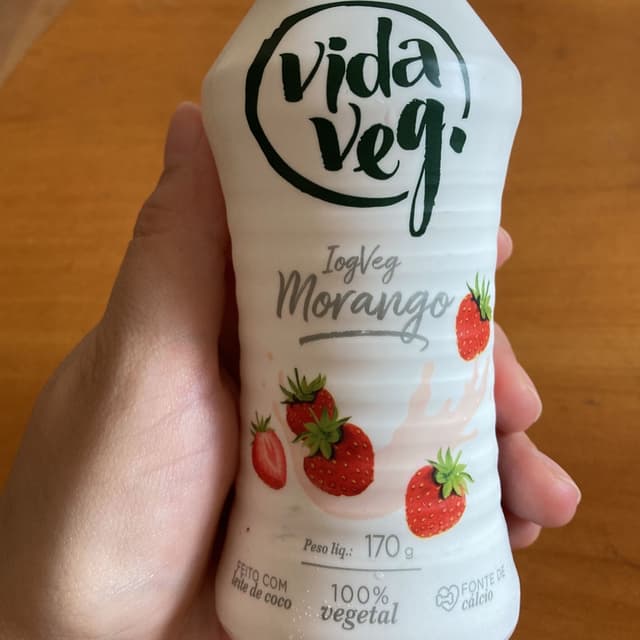 vida
veg.
IogVeg
Morango
Peso líq.: 170 g
FEITO COM
leite de coco
100%
vegetal
FONTE DE
cálcio